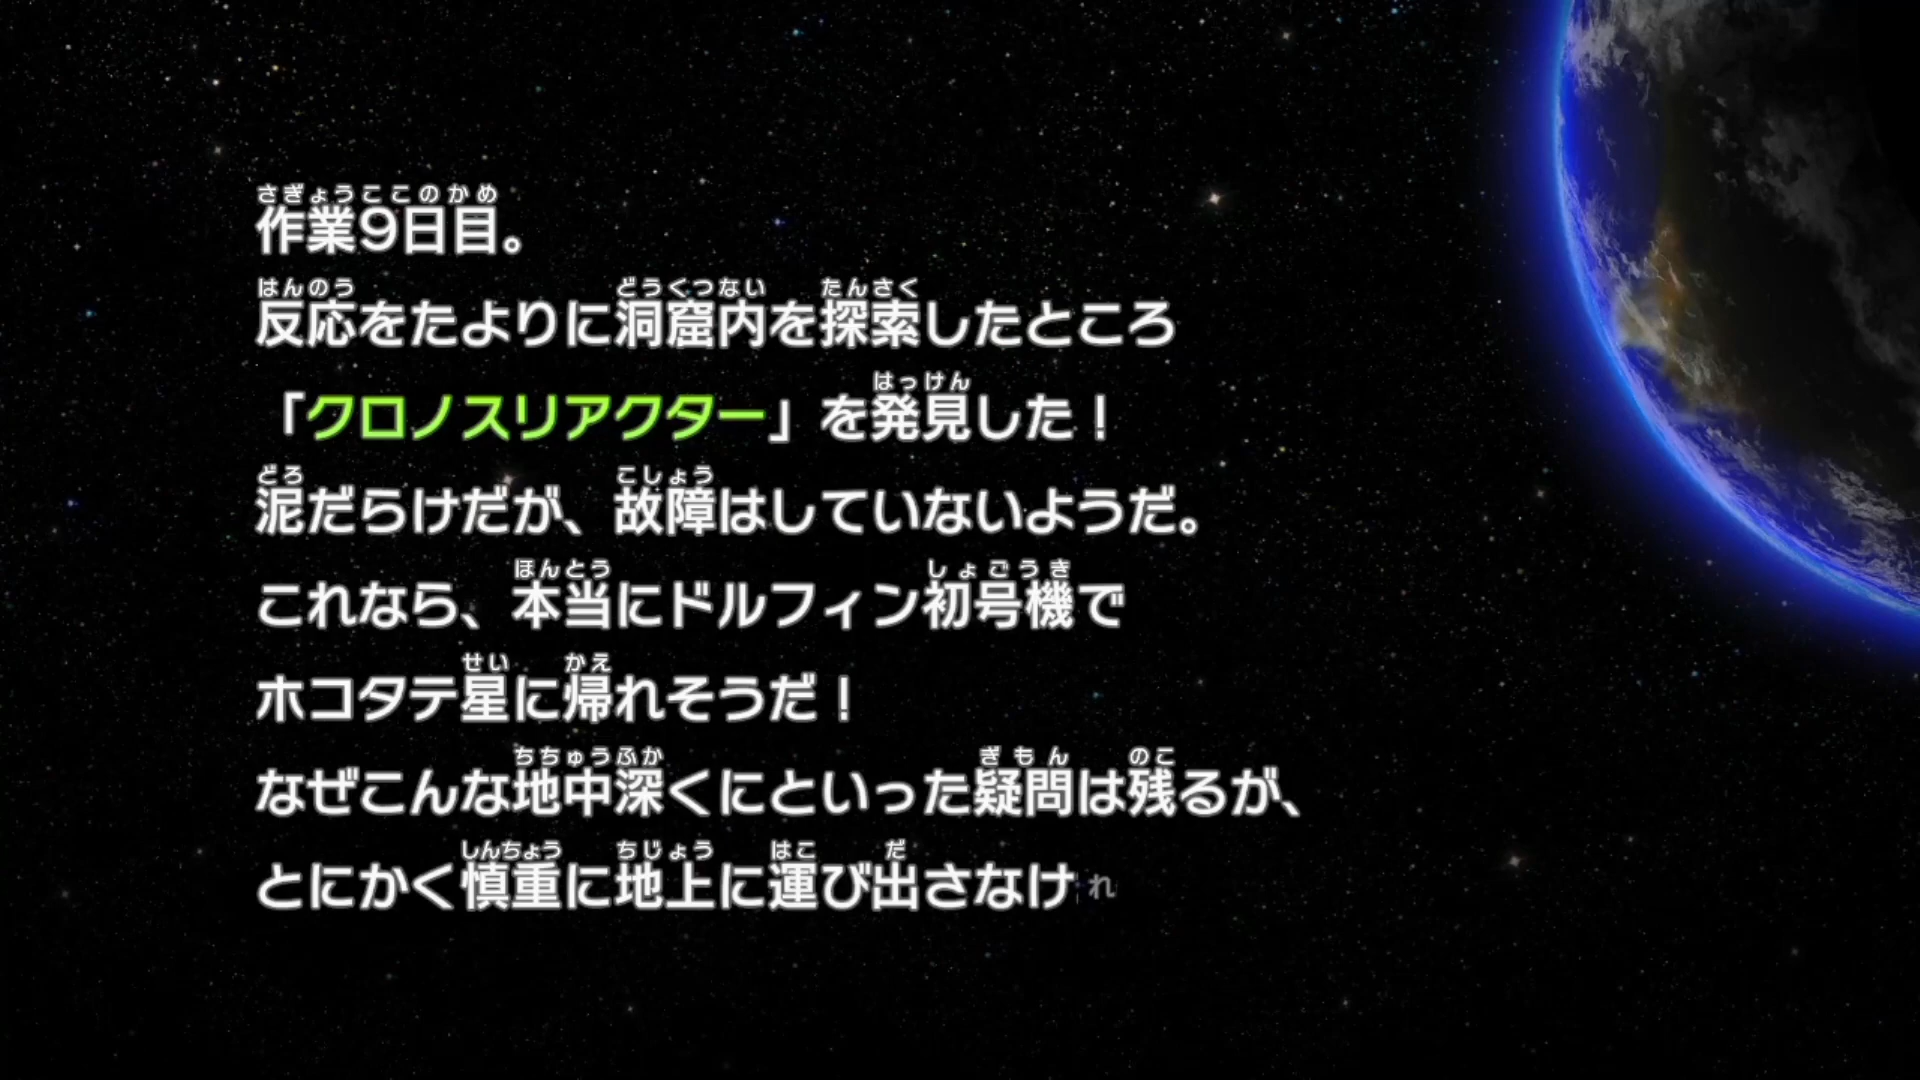 作業9日目。
反応をたよりに洞窟内を探索したところ
「クロノスリアクター」を発見した！
泥だらけだが、故障はしていないようだ。
これなら、本当にドルフィン初号機で
ホコタテ星に帰れそうだ！
なぜこんな地中深くにといった疑問は残るが、
とにかく慎重に地上に運び出さなけれ